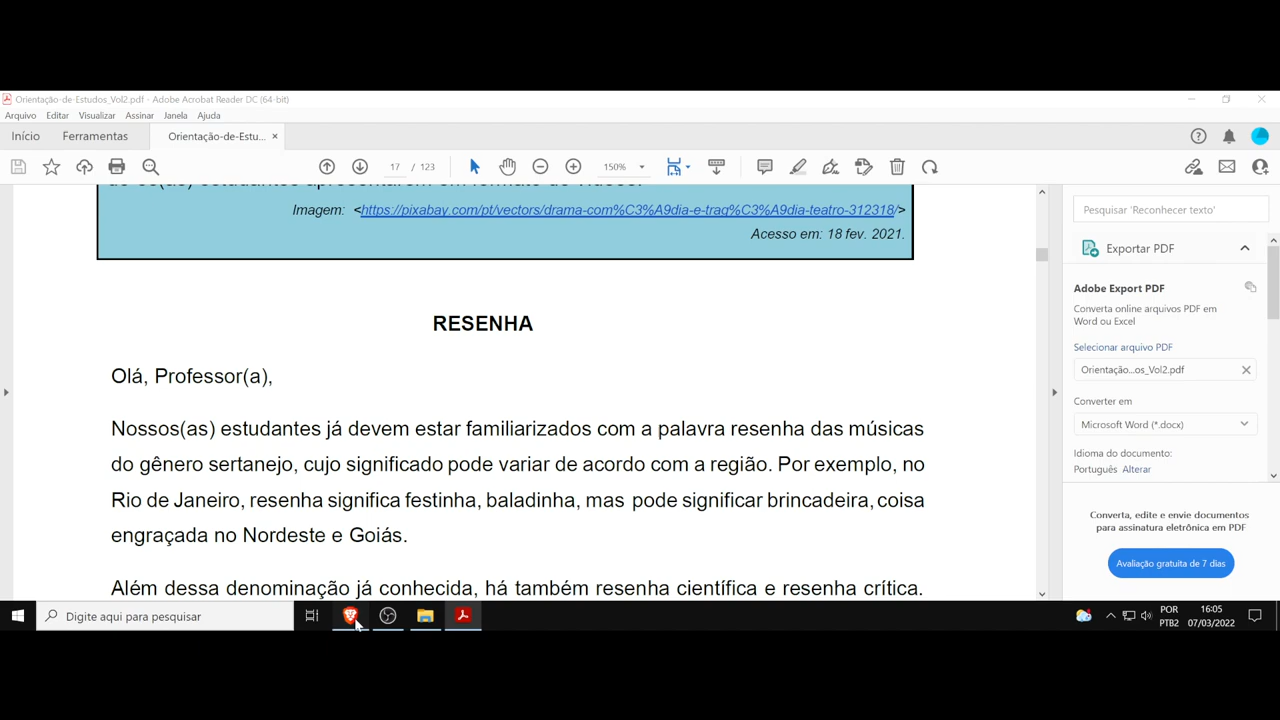 Orientação-de-Estudos_Vol2.pdf - Adobe Acrobat Reader DC (64-bit)
Arquivo Editar Visualizar Assinar Janela Ajuda
Início Ferramentas Orientação-de-Estu... ×
17 / 123 150%
Imagem: <https://pixabay.com/pt/vectors/drama-com%C3%A9dia-e-trag%C3%A9dia-teatro-312318/>
Acesso em: 18 fev. 2021.
RESENHA
Olá, Professor(a),
Nossos(as) estudantes já devem estar familiarizados com a palavra resenha das músicas
do gênero sertanejo, cujo significado pode variar de acordo com a região. Por exemplo, no
Rio de Janeiro, resenha significa festinha, baladinha, mas pode significar brincadeira, coisa
engraçada no Nordeste e Goiás.
Além dessa denominação já conhecida, há também resenha científica e resenha crítica.
Pesquisar 'Reconhecer texto'
Exportar PDF
Adobe Export PDF
Converta online arquivos PDF em
Word ou Excel
Selecionar arquivo PDF
Orientação...os_Vol2.pdf
Converter em
Microsoft Word (*.docx)
Idioma do documento:
Português Alterar
Converta, edite e envie documentos
para assinatura eletrônica em PDF
Avaliação gratuita de 7 dias
Digite aqui para pesquisar
POR
PTB2
16:05
07/03/2022